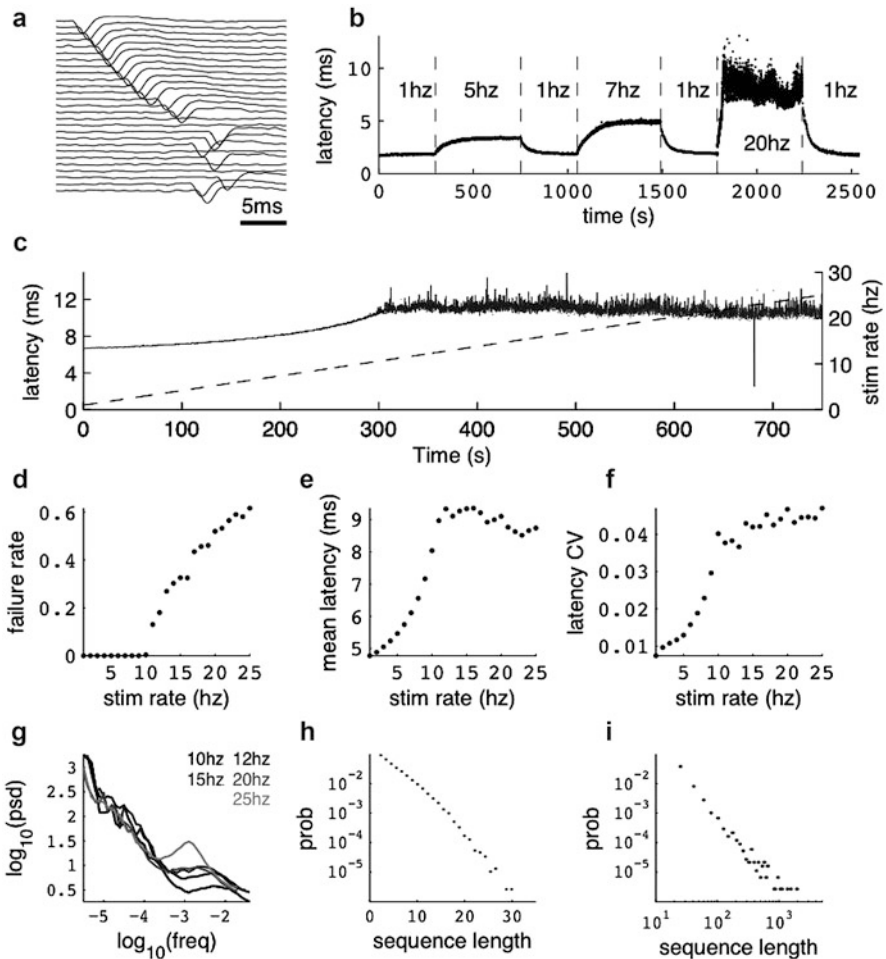 a
5ms
b
latency (ms)
10
5
0
1hz 5hz 1hz 7hz 1hz 20hz 1hz
0 500 1000 1500 2000 2500
time (s)
c
latency (ms)
12
8
4
0
30
20
10
0
stim rate (hz)
0 100 200 300 400 500 600 700
Time (s)
d
failure rate
0.6
0.4
0.2
0
5 10 15 20 25
stim rate (hz)
e
mean latency (ms)
9
8
7
6
5
5 10 15 20 25
stim rate (hz)
f
latency CV
0.04
0.03
0.02
0.01
5 10 15 20 25
stim rate (hz)
g
log10(psd)
3
2.5
2
1.5
1
0.5
10hz 12hz
15hz 20hz
25hz
-5 -4 -3 -2
log10(freq)
h
prob
10^-2
10^-3
10^-4
10^-5
0 10 20 30
sequence length
i
prob
10^-2
10^-3
10^-4
10^-5
10^1 10^2 10^3
sequence length